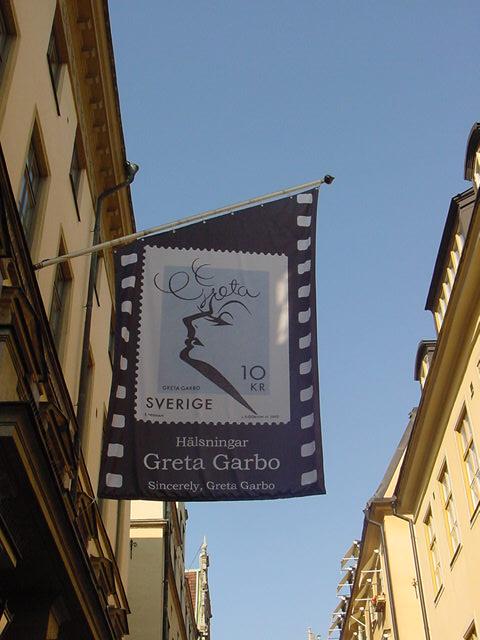 Greta
10
KR
GRETA GARBO
SVERIGE
Hälsningar
Greta Garbo
Sincerely, Greta Garbo